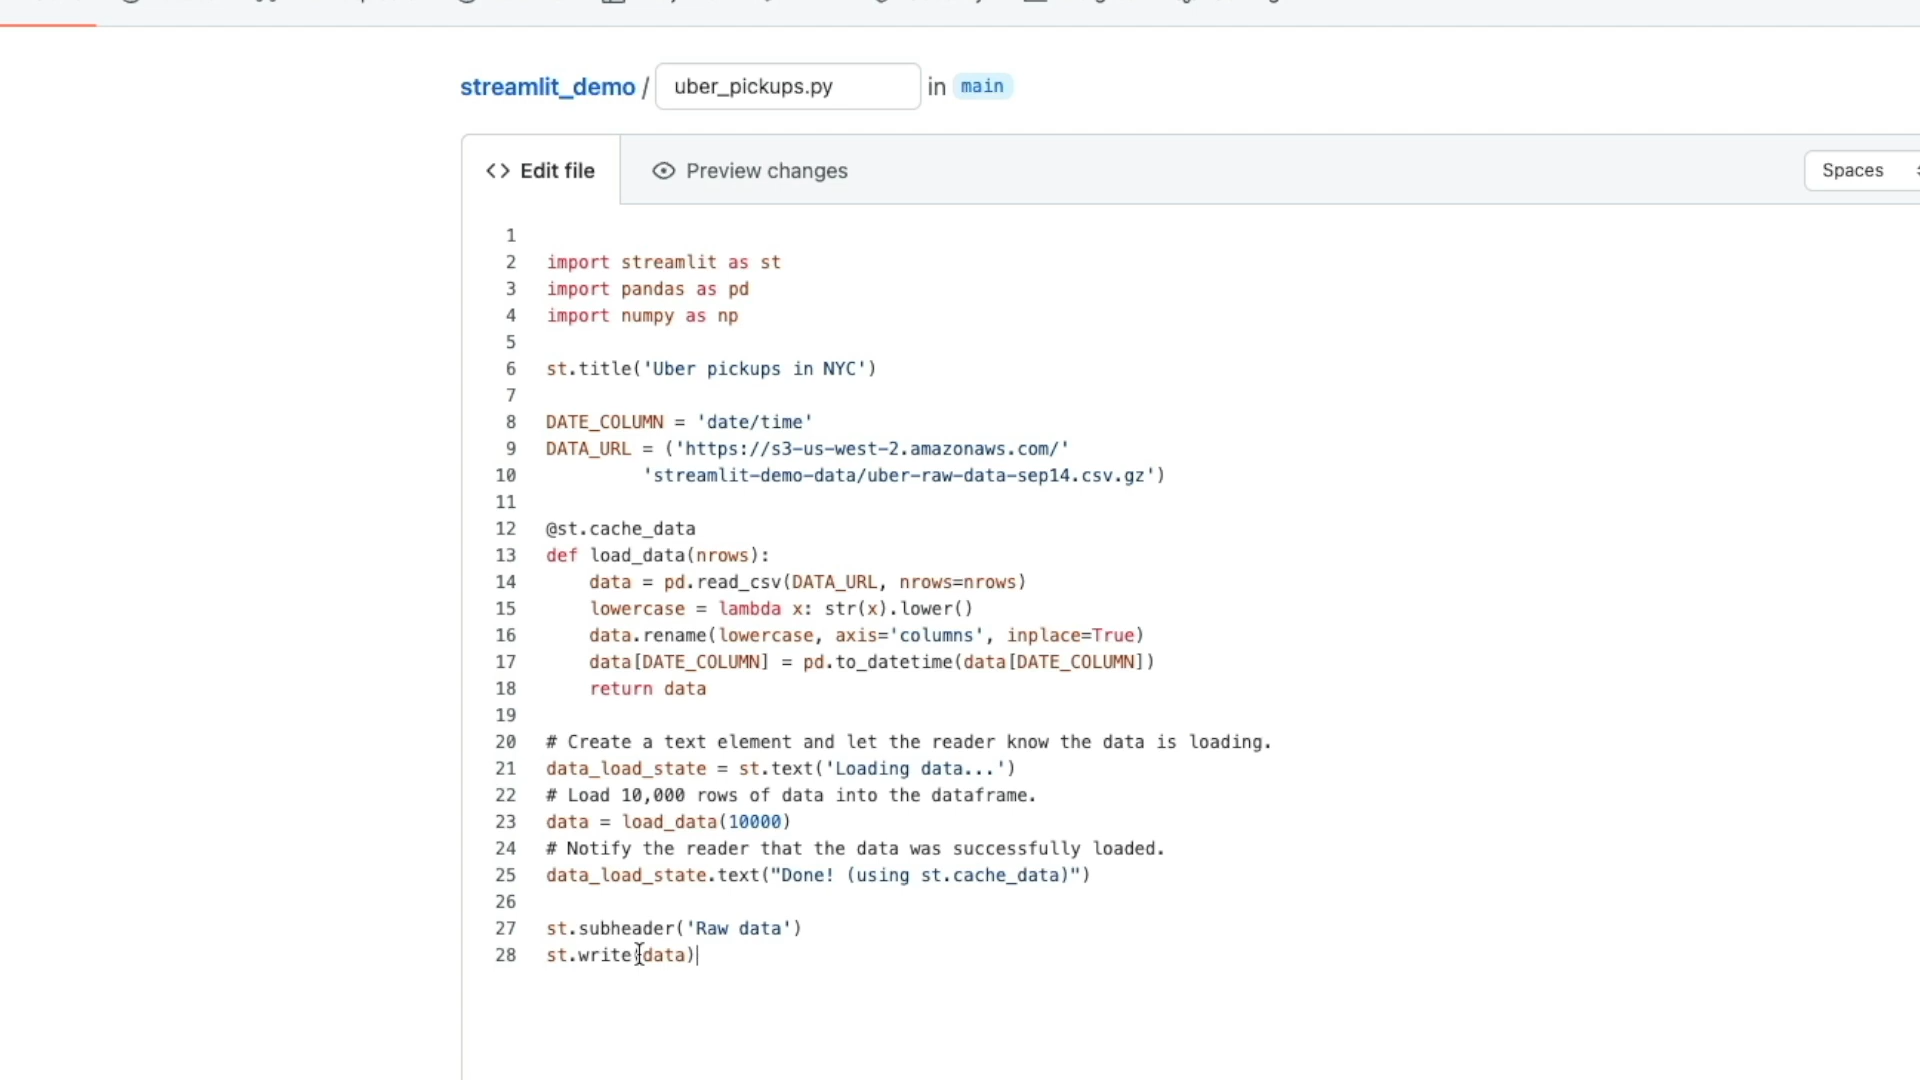 streamlit_demo / uber_pickups.py in main
Edit file Preview changes Spaces
1
2 import streamlit as st
3 import pandas as pd
4 import numpy as np
5
6 st.title('Uber pickups in NYC')
7
8 DATE_COLUMN = 'date/time'
9 DATA_URL = ('https://s3-us-west-2.amazonaws.com/'
10 'streamlit-demo-data/uber-raw-data-sep14.csv.gz')
11
12 @st.cache_data
13 def load_data(nrows):
14 data = pd.read_csv(DATA_URL, nrows=nrows)
15 lowercase = lambda x: str(x).lower()
16 data.rename(lowercase, axis='columns', inplace=True)
17 data[DATE_COLUMN] = pd.to_datetime(data[DATE_COLUMN])
18 return data
19
20 # Create a text element and let the reader know the data is loading.
21 data_load_state = st.text('Loading data...')
22 # Load 10,000 rows of data into the dataframe.
23 data = load_data(10000)
24 # Notify the reader that the data was successfully loaded.
25 data_load_state.text("Done! (using st.cache_data)")
26
27 st.subheader('Raw data')
28 st.write(data)